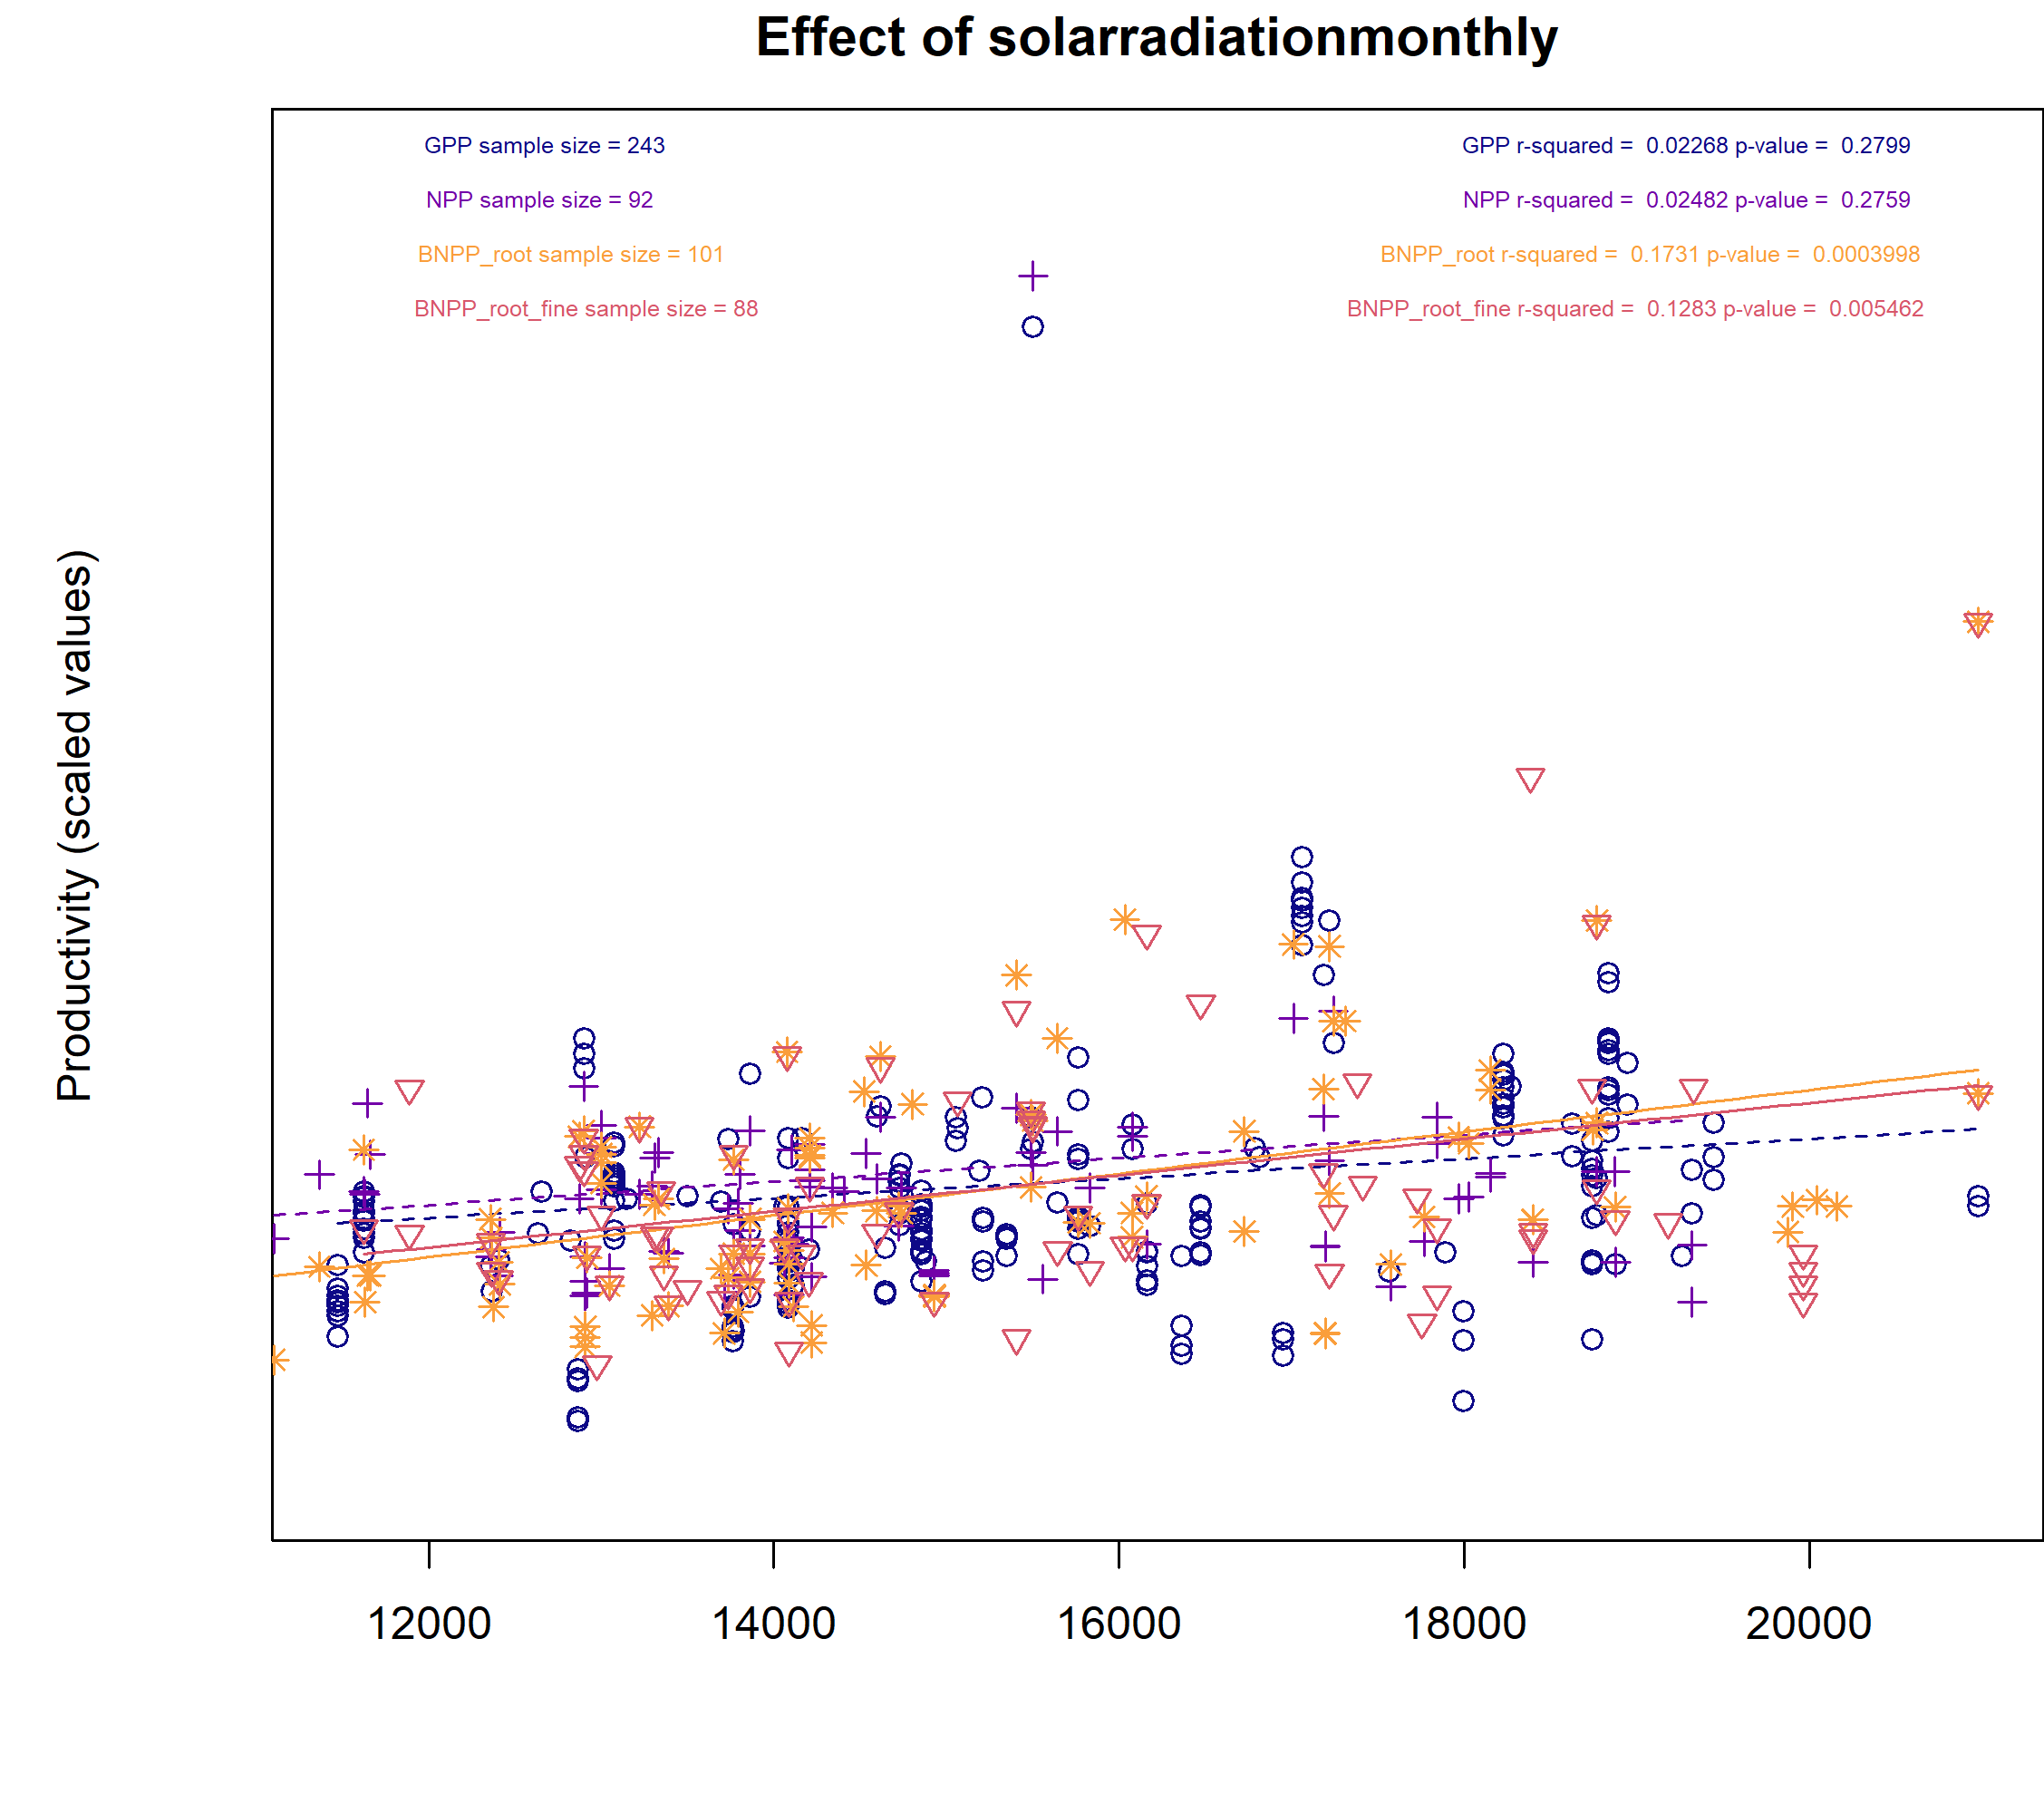 Effect of solarradiationmonthly
GPP sample size = 243
NPP sample size = 92
BNPP_root sample size = 101
BNPP_root_fine sample size = 88
GPP r-squared =  0.02268 p-value =  0.2799
NPP r-squared =  0.02482 p-value =  0.2759
BNPP_root r-squared =  0.1731 p-value =  0.0003998
BNPP_root_fine r-squared =  0.1283 p-value =  0.005462
Productivity (scaled values)
12000 14000 16000 18000 20000